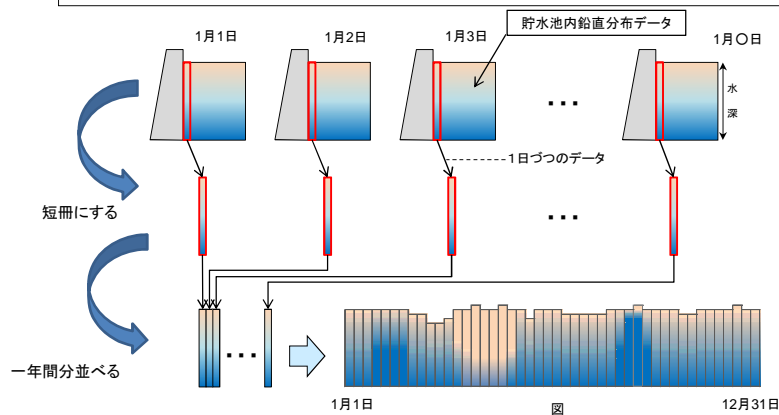 貯水池内鉛直分布データ
1月1日
1月2日
1月3日
1月〇日
水深
・・・
1日づつのデータ
短冊にする
・・・
一年間分並べる
・・・
1月1日
図
12月31日